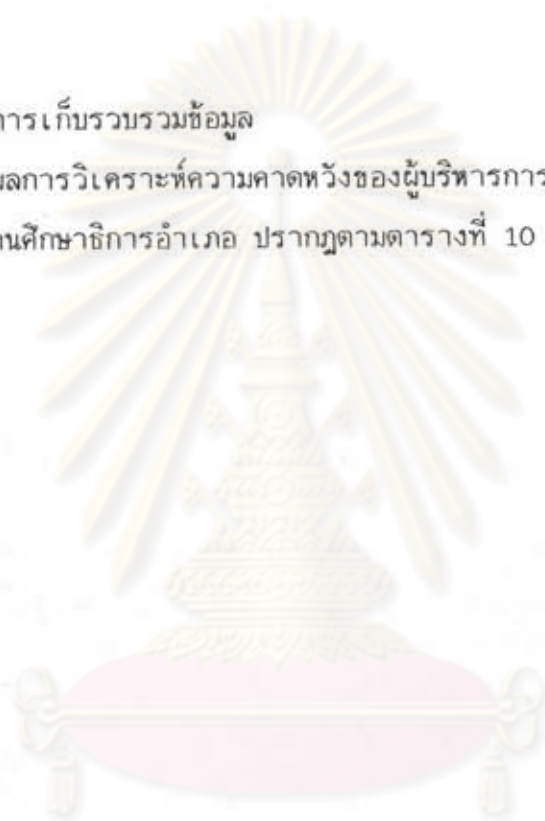 การเก็บรวบรวมข้อมูล
ผลการวิเคราะห์ความคาดหวังของผู้บริหารการ
านศึกษาธิการอำเภอ ปรากฏตามตารางที่ 10